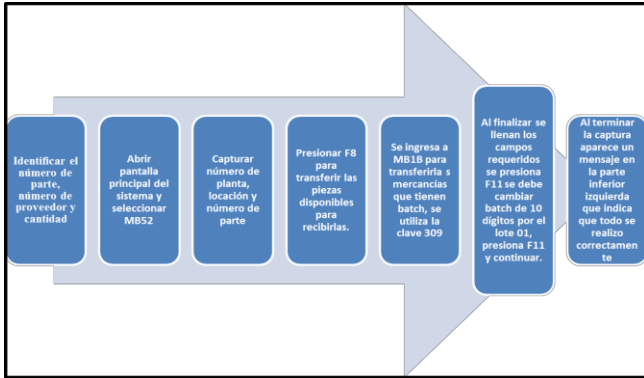 Identificar el
número de
parte,
número de
proveedor y
cantidad
Abrir
pantalla
principal del
sistema y
seleccionar
MB52
Capturar
número de
planta,
locación y
número de
parte
Presionar F8
para
transferir las
piezas
disponibles
para
recibirlas.
Se ingresa a
MB1B para
transferirla s
mercancías
que tienen
batch, se
utiliza la
clave 309
Al finalizar se
llenan los
campos
requeridos
se presiona
F11 se debe
cambiar
batch de 10
dígitos por el
lote 01,
presiona F11
y continuar.
Al terminar
la captura
aparece un
mensaje en
la parte
inferior
izquierda
que indica
que todo se
realizo
correctamen
te